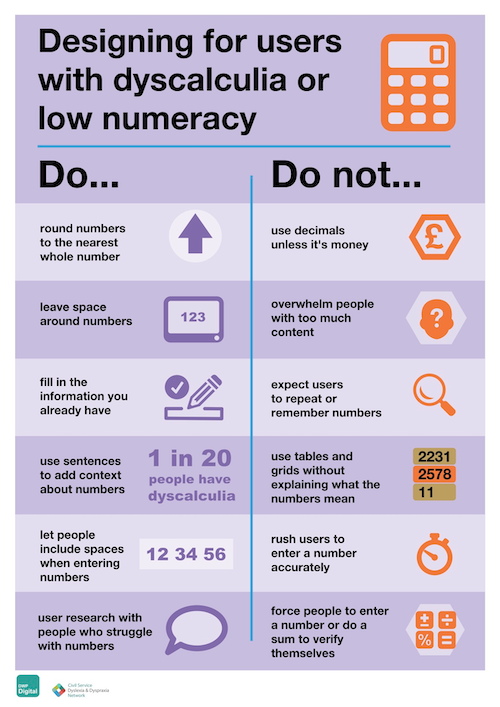 Designing for users
with dyscalculia or
low numeracy
Do...
round numbers
to the nearest
whole number
leave space
around numbers
123
fill in the
information you
already have
use sentences
to add context
about numbers
1 in 20
people have
dyscalculia
let people
include spaces
when entering
numbers
12 34 56
user research with
people who struggle
with numbers
Do not...
use decimals
unless it's money
£
overwhelm people
with too much
content
?
expect users
to repeat or
remember numbers
use tables and
grids without
explaining what the
numbers mean
2231
2578
11
rush users to
enter a number
accurately
force people to enter
a number or do a
sum to verify
themselves
± ÷
% =
DWP
Digital
Civil Service
Dyslexia & Dyspraxia
Network